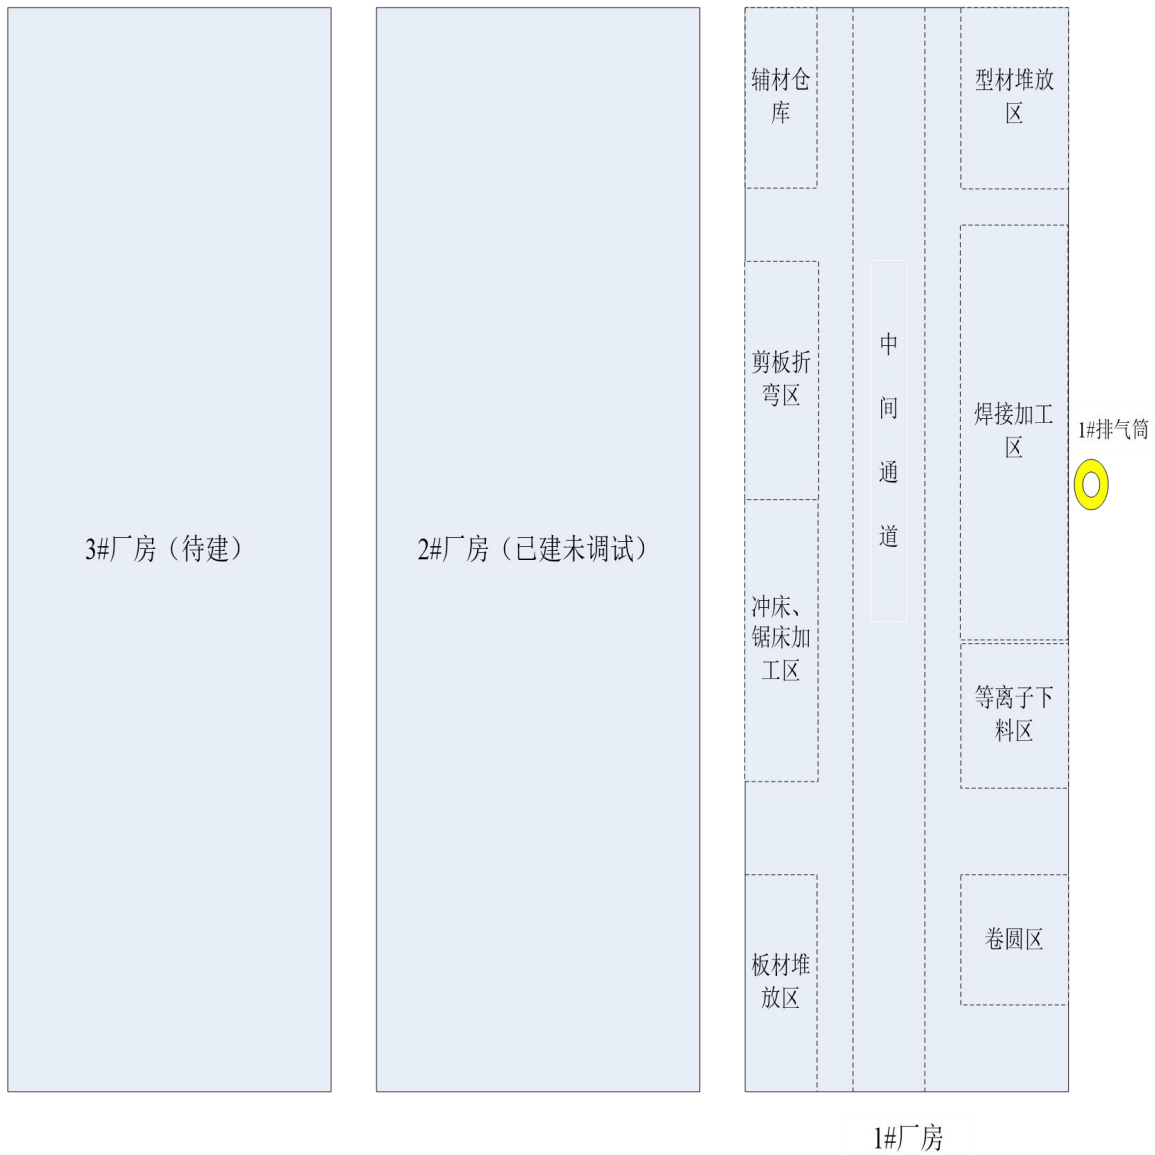 3#厂房（待建）
2#厂房（已建未调试）
辅材仓
库
剪板折
弯区
冲床、
锯床加
工区
板材堆
放区
中
间
通
道
型材堆放
区
焊接加工
区
等离子下
料区
卷圆区
1#排气筒
1#厂房